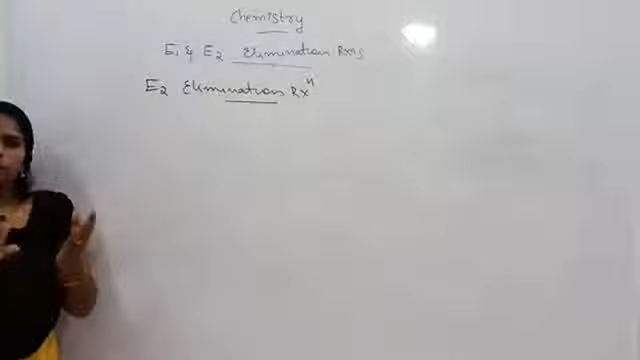 Chemistry
E₁ & E₂ Elimination Rxⁿs
E₂ Elimination Rxⁿ